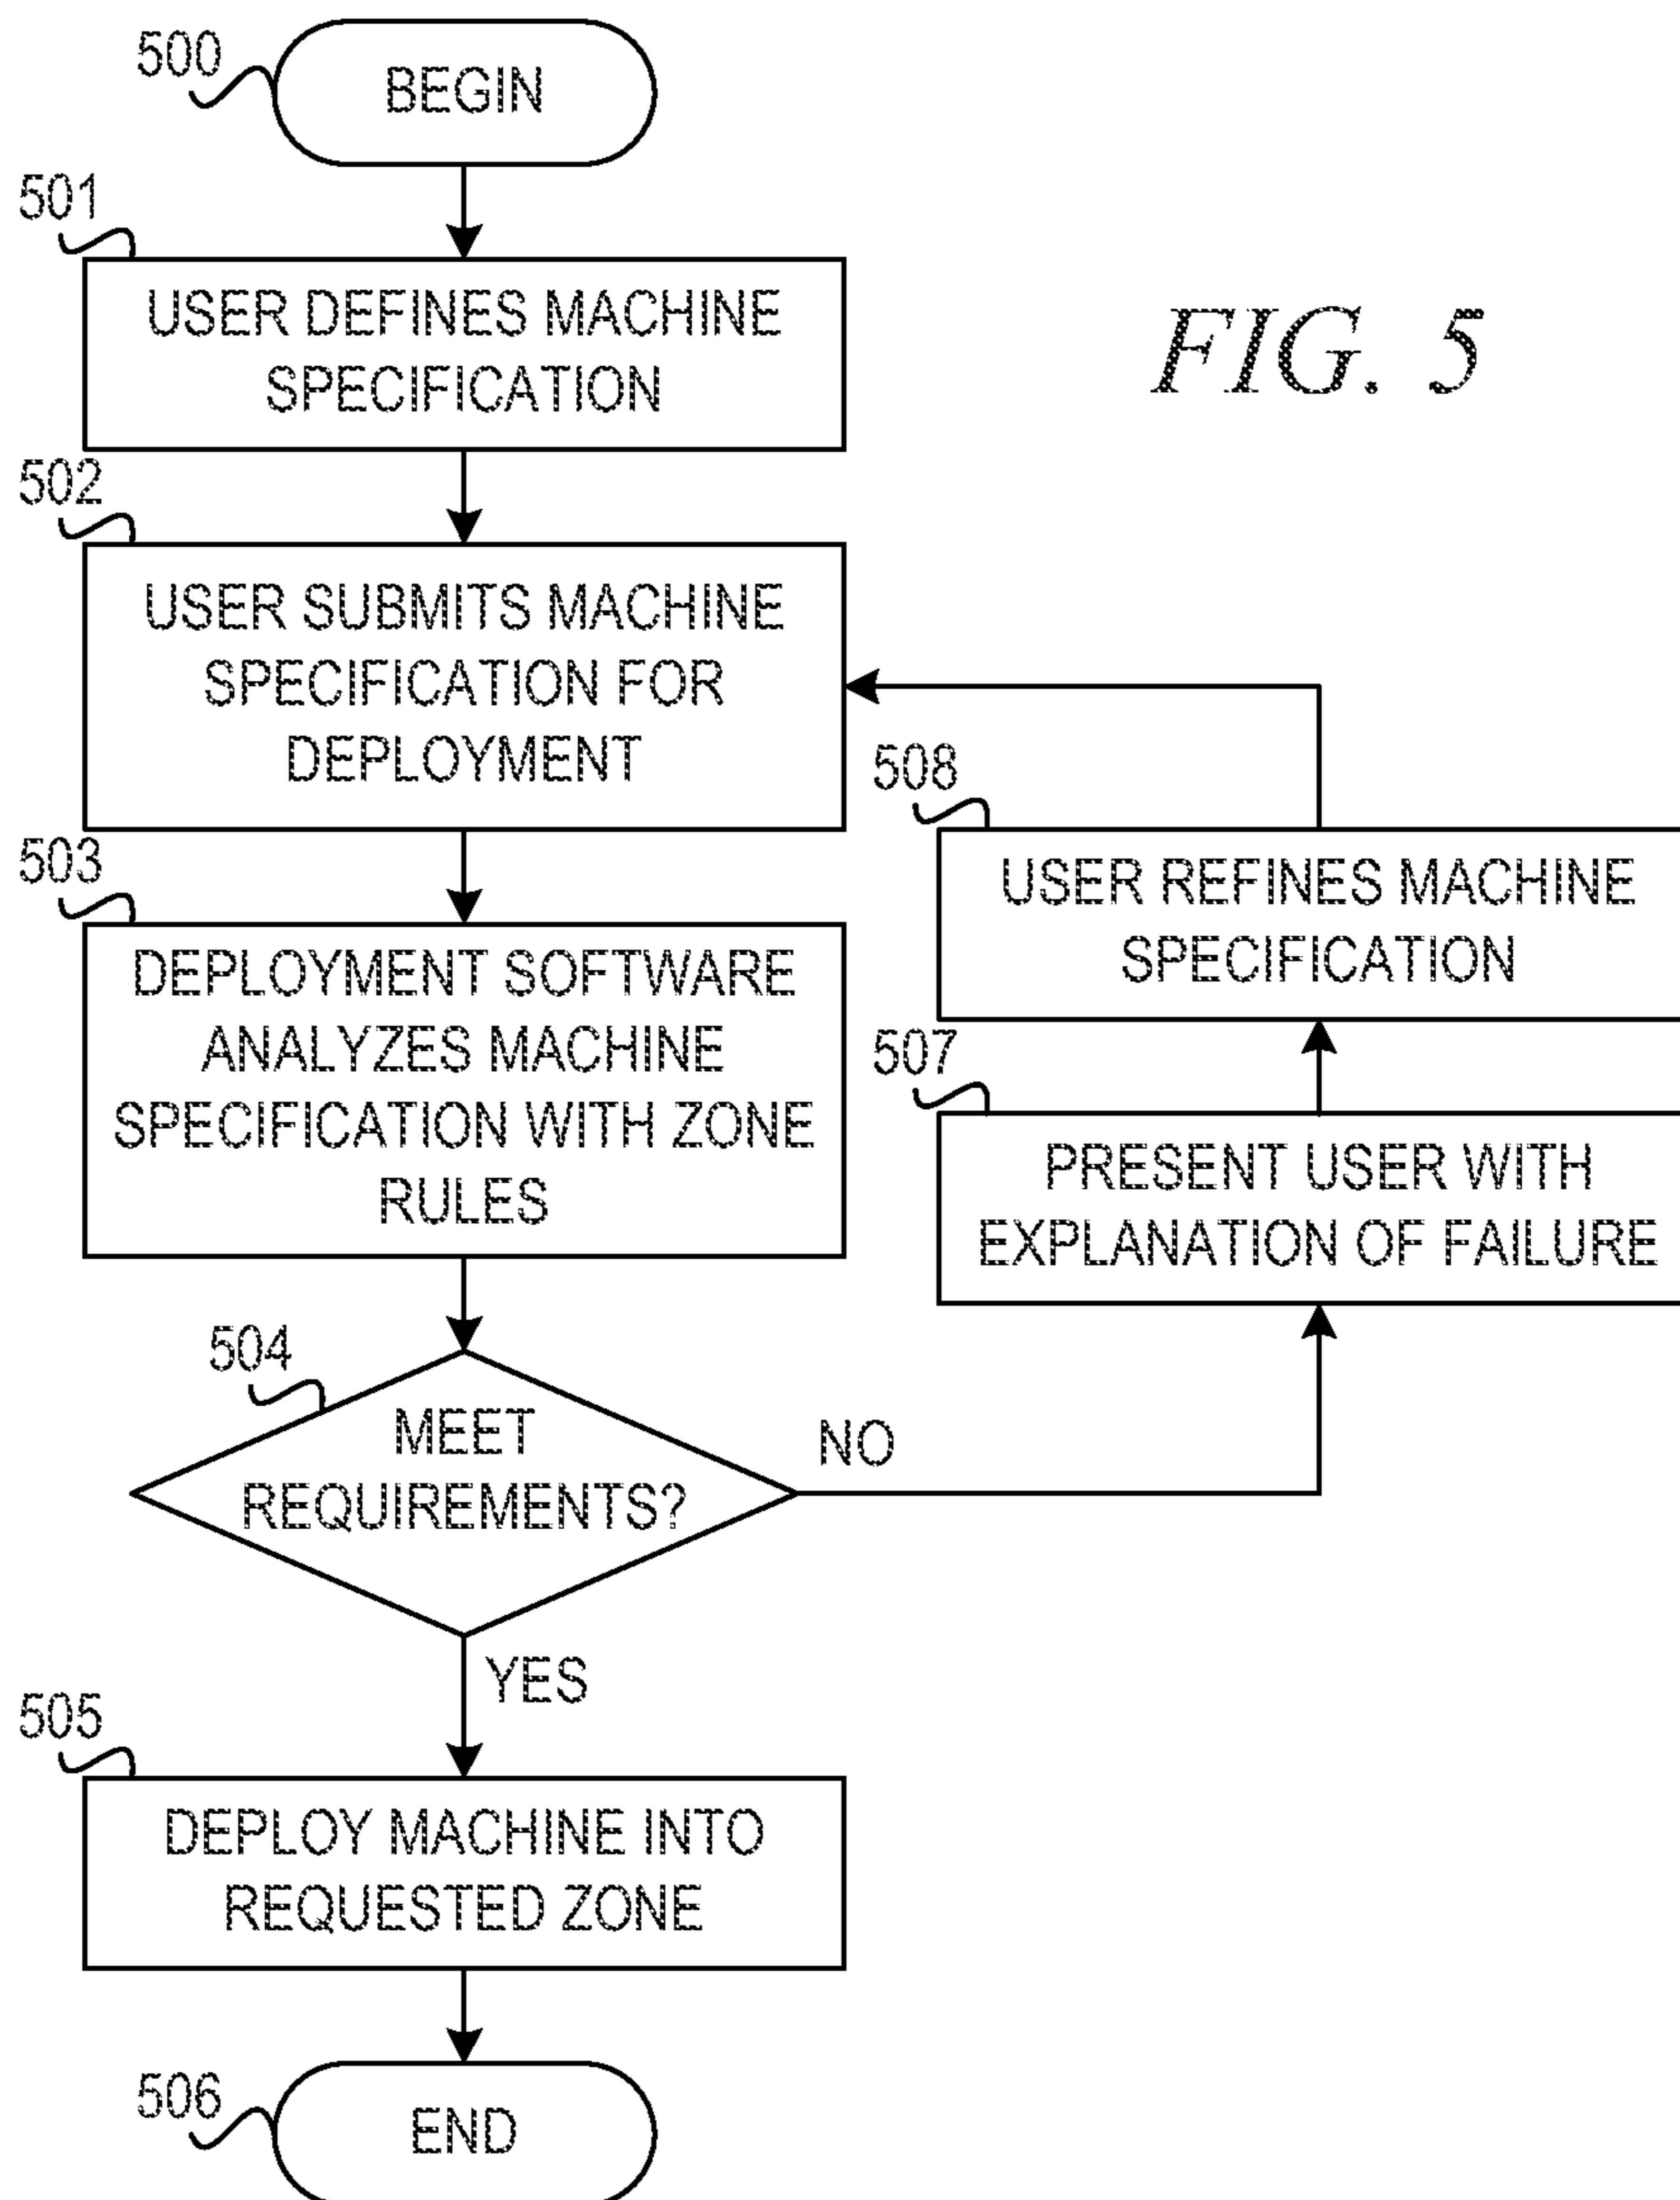 500
BEGIN
501
USER DEFINES MACHINE
SPECIFICATION
FIG. 5
502
USER SUBMITS MACHINE
SPECIFICATION FOR
DEPLOYMENT
503
DEPLOYMENT SOFTWARE
ANALYZES MACHINE
SPECIFICATION WITH ZONE
RULES
504
MEET
REQUIREMENTS?
NO
YES
505
DEPLOY MACHINE INTO
REQUESTED ZONE
506
END
507
PRESENT USER WITH
EXPLANATION OF FAILURE
508
USER REFINES MACHINE
SPECIFICATION